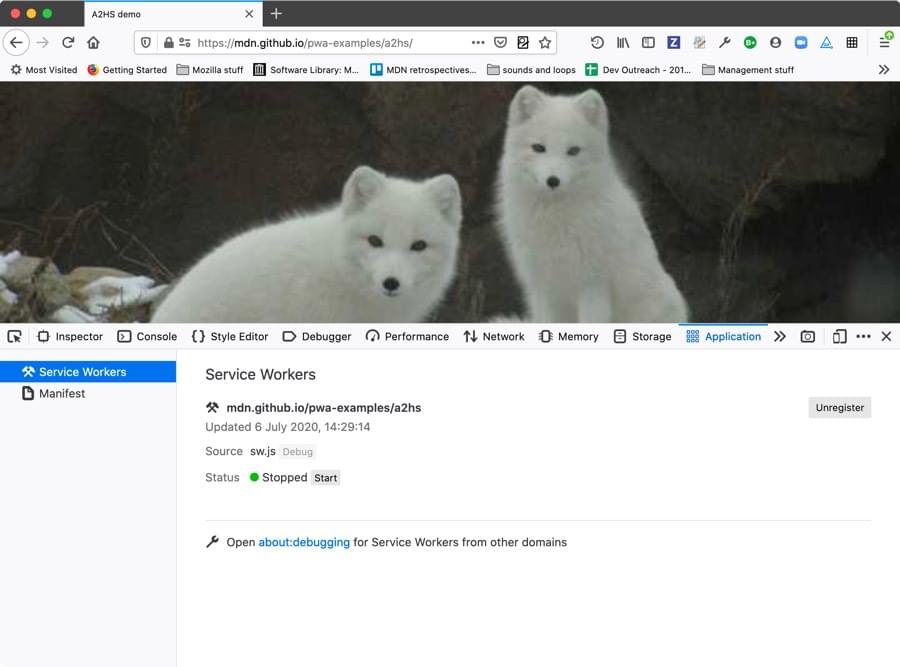 A2HS demo
https://mdn.github.io/pwa-examples/a2hs/
Most Visited Getting Started Mozilla stuff Software Library: M... MDN retrospectives... sounds and loops Dev Outreach - 201... Management stuff
Inspector Console Style Editor Debugger Performance Network Memory Storage Application
Service Workers
Manifest
Service Workers
mdn.github.io/pwa-examples/a2hs
Unregister
Updated 6 July 2020, 14:29:14
Source sw.js Debug
Status Stopped Start
Open about:debugging for Service Workers from other domains